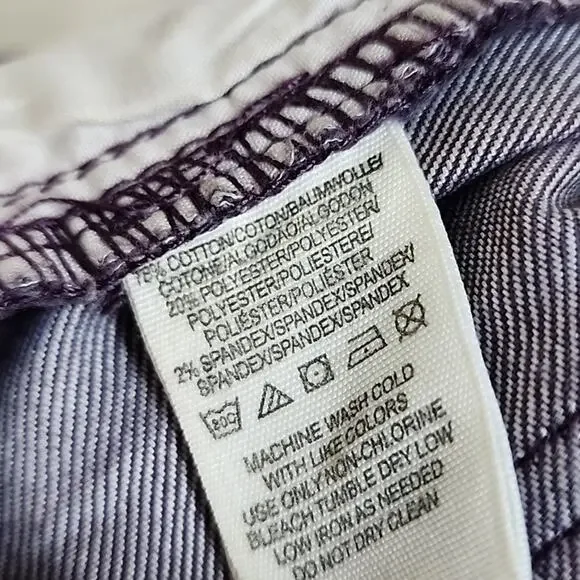 78% COTTON/COTON/BAUMWOLLE/
COTONE/ALGODÃO/ALGODON
20% POLYESTER/POLYESTER/
POLYESTER/POLIESTERE/
POLIÉSTER/POLIÉSTER
2% SPANDEX/SPANDEX/SPANDEX/
SPANDEX/SPANDEX/SPANDEX
MACHINE WASH COLD
WITH LIKE COLORS
USE ONLY NON-CHLORINE
BLEACH TUMBLE DRY LOW
LOW IRON AS NEEDED
DO NOT DRY CLEAN